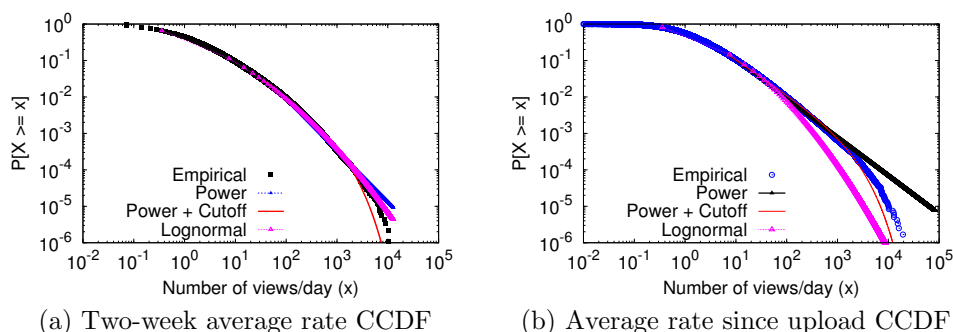 10^0
10^-1
10^-2
10^-3
10^-4
10^-5
10^-6
P[X >= x]
Empirical
Power
Power + Cutoff
Lognormal
10^-2 10^-1 10^0 10^1 10^2 10^3 10^4 10^5
Number of views/day (x)
(a) Two-week average rate CCDF
10^0
10^-1
10^-2
10^-3
10^-4
10^-5
10^-6
P[X >= x]
Empirical
Power
Power + Cutoff
Lognormal
10^-2 10^-1 10^0 10^1 10^2 10^3 10^4 10^5
Number of views/day (x)
(b) Average rate since upload CCDF